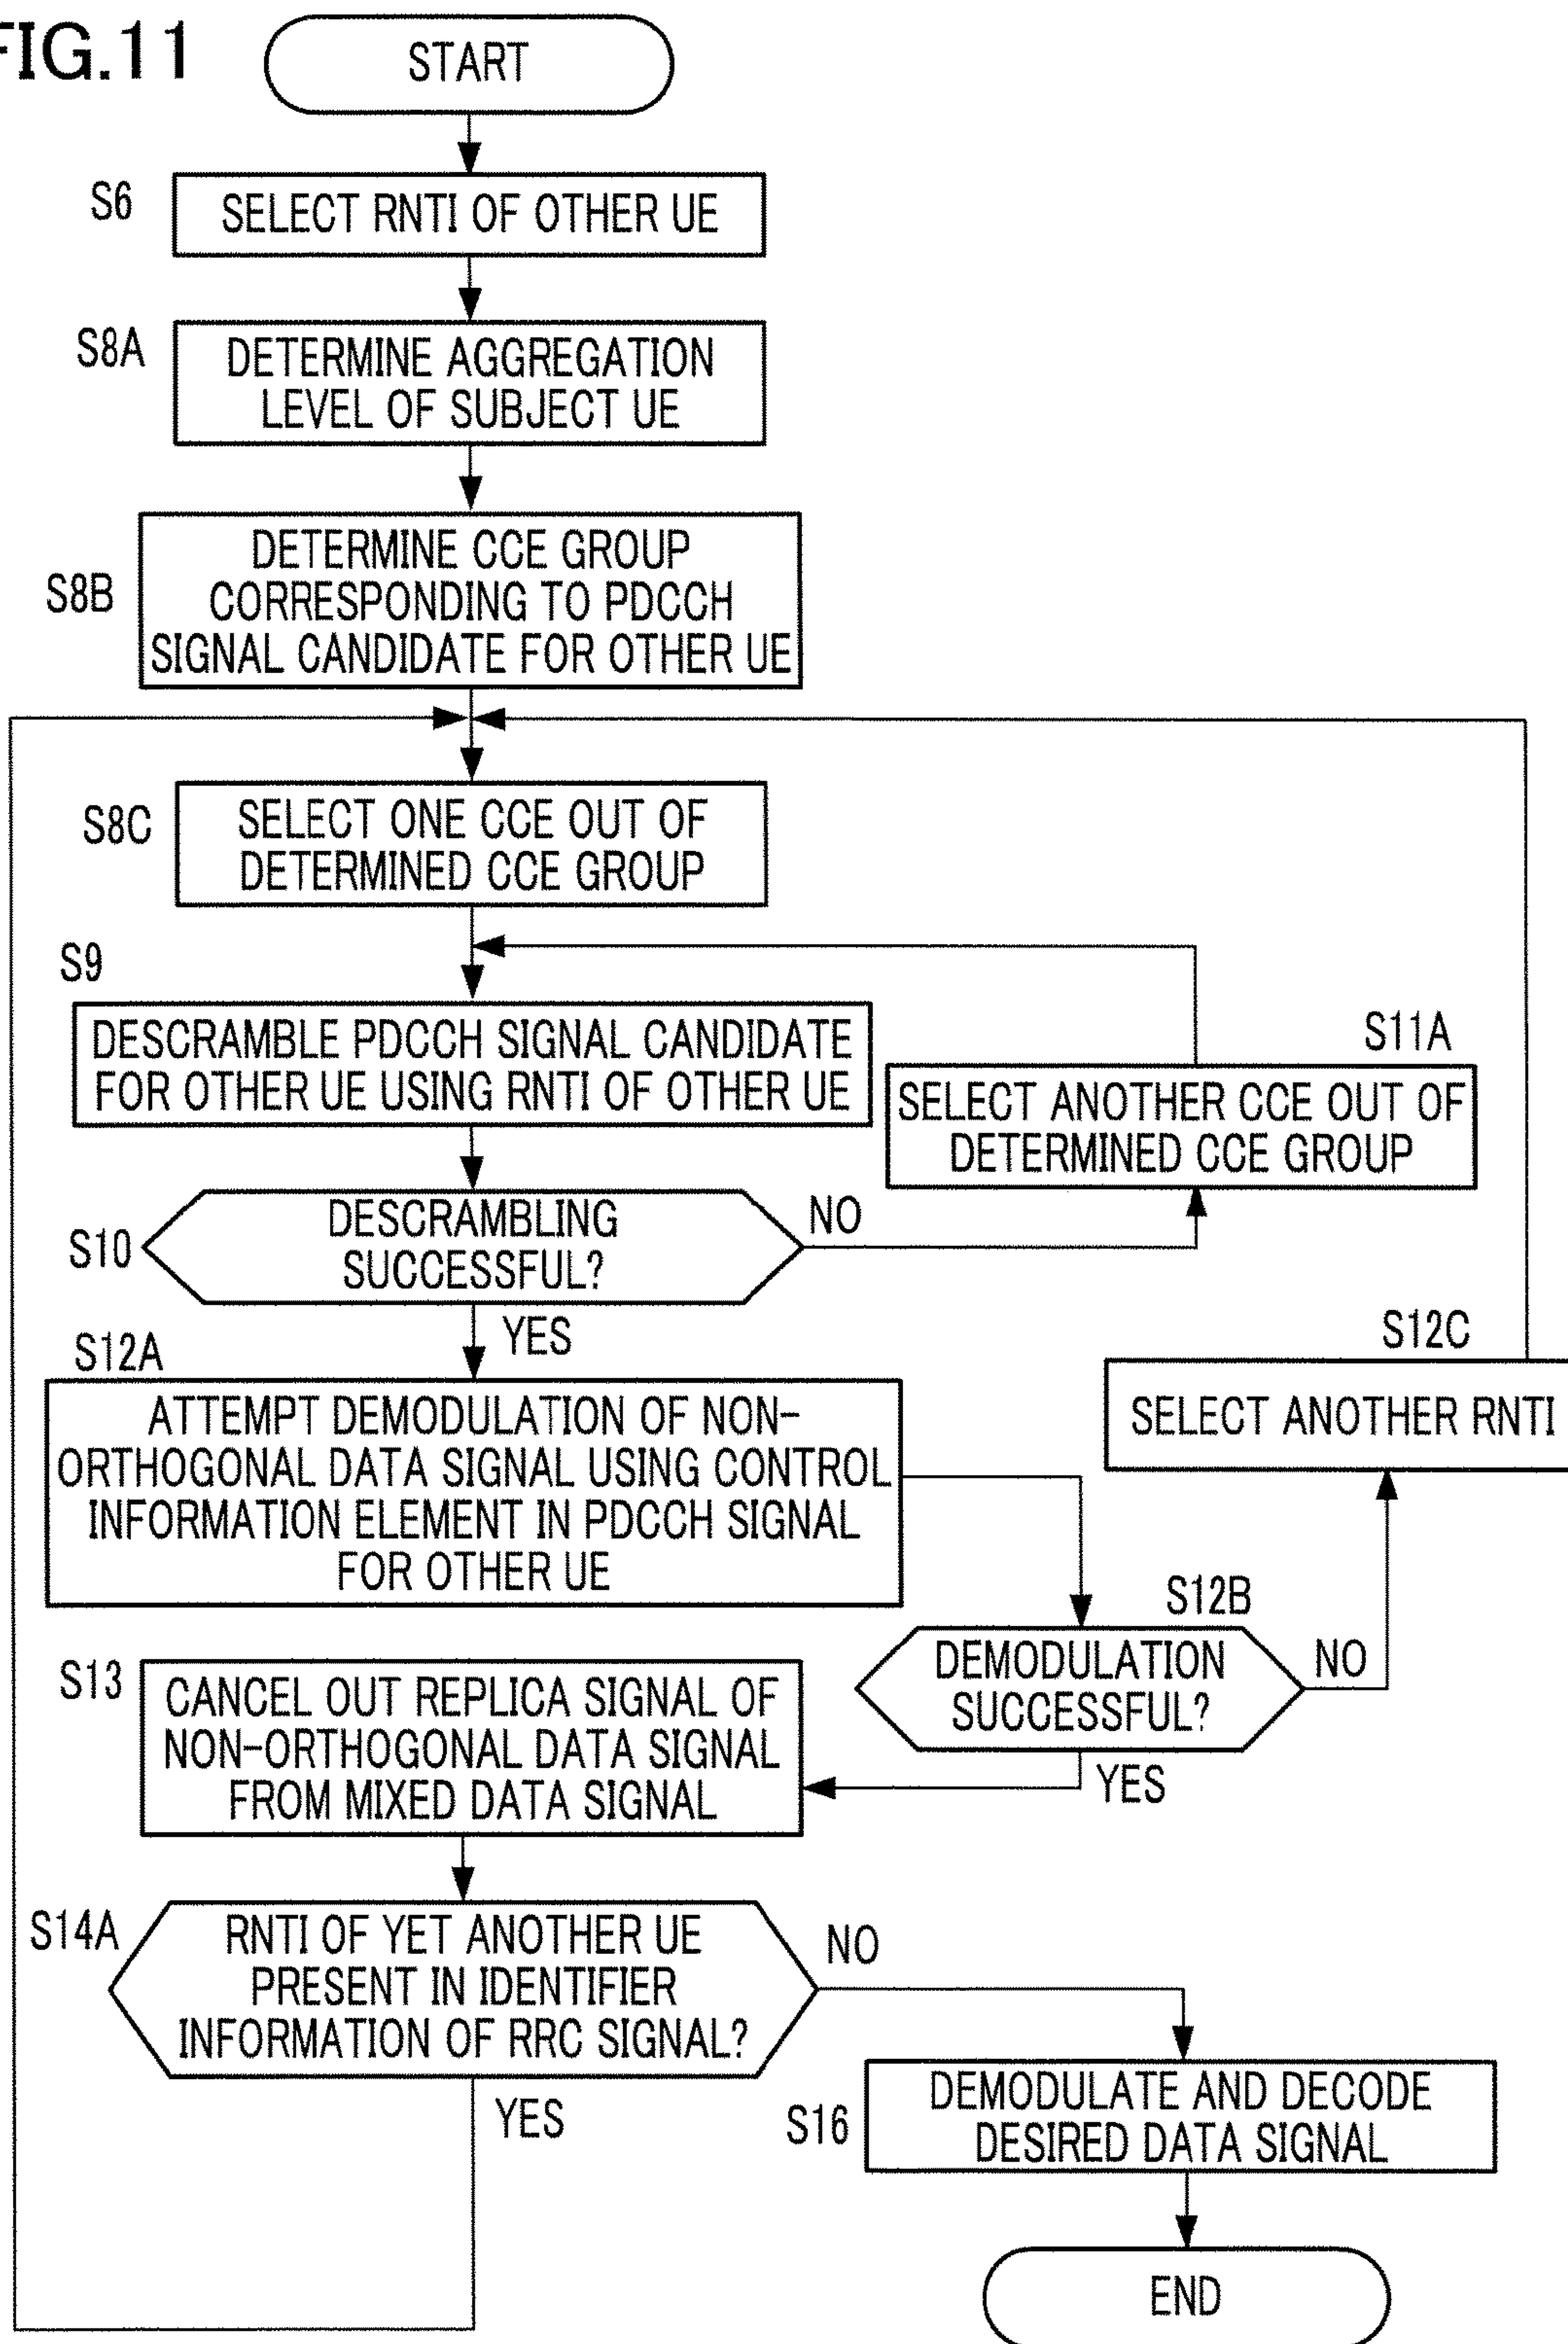 FIG.11
START
S6
SELECT RNTI OF OTHER UE
S8A
DETERMINE AGGREGATION
LEVEL OF SUBJECT UE
S8B
DETERMINE CCE GROUP
CORRESPONDING TO PDCCH
SIGNAL CANDIDATE FOR OTHER UE
S8C
SELECT ONE CCE OUT OF
DETERMINED CCE GROUP
S9
DESCRAMBLE PDCCH SIGNAL CANDIDATE
FOR OTHER UE USING RNTI OF OTHER UE
S11A
SELECT ANOTHER CCE OUT OF
DETERMINED CCE GROUP
S10
DESCRAMBLING
SUCCESSFUL?
NO
YES
S12A
ATTEMPT DEMODULATION OF NON-
ORTHOGONAL DATA SIGNAL USING CONTROL
INFORMATION ELEMENT IN PDCCH SIGNAL
FOR OTHER UE
S12C
SELECT ANOTHER RNTI
S12B
DEMODULATION
SUCCESSFUL?
NO
YES
S13
CANCEL OUT REPLICA SIGNAL OF
NON-ORTHOGONAL DATA SIGNAL
FROM MIXED DATA SIGNAL
S14A
RNTI OF YET ANOTHER UE
PRESENT IN IDENTIFIER
INFORMATION OF RRC SIGNAL?
NO
YES
S16
DEMODULATE AND DECODE
DESIRED DATA SIGNAL
END